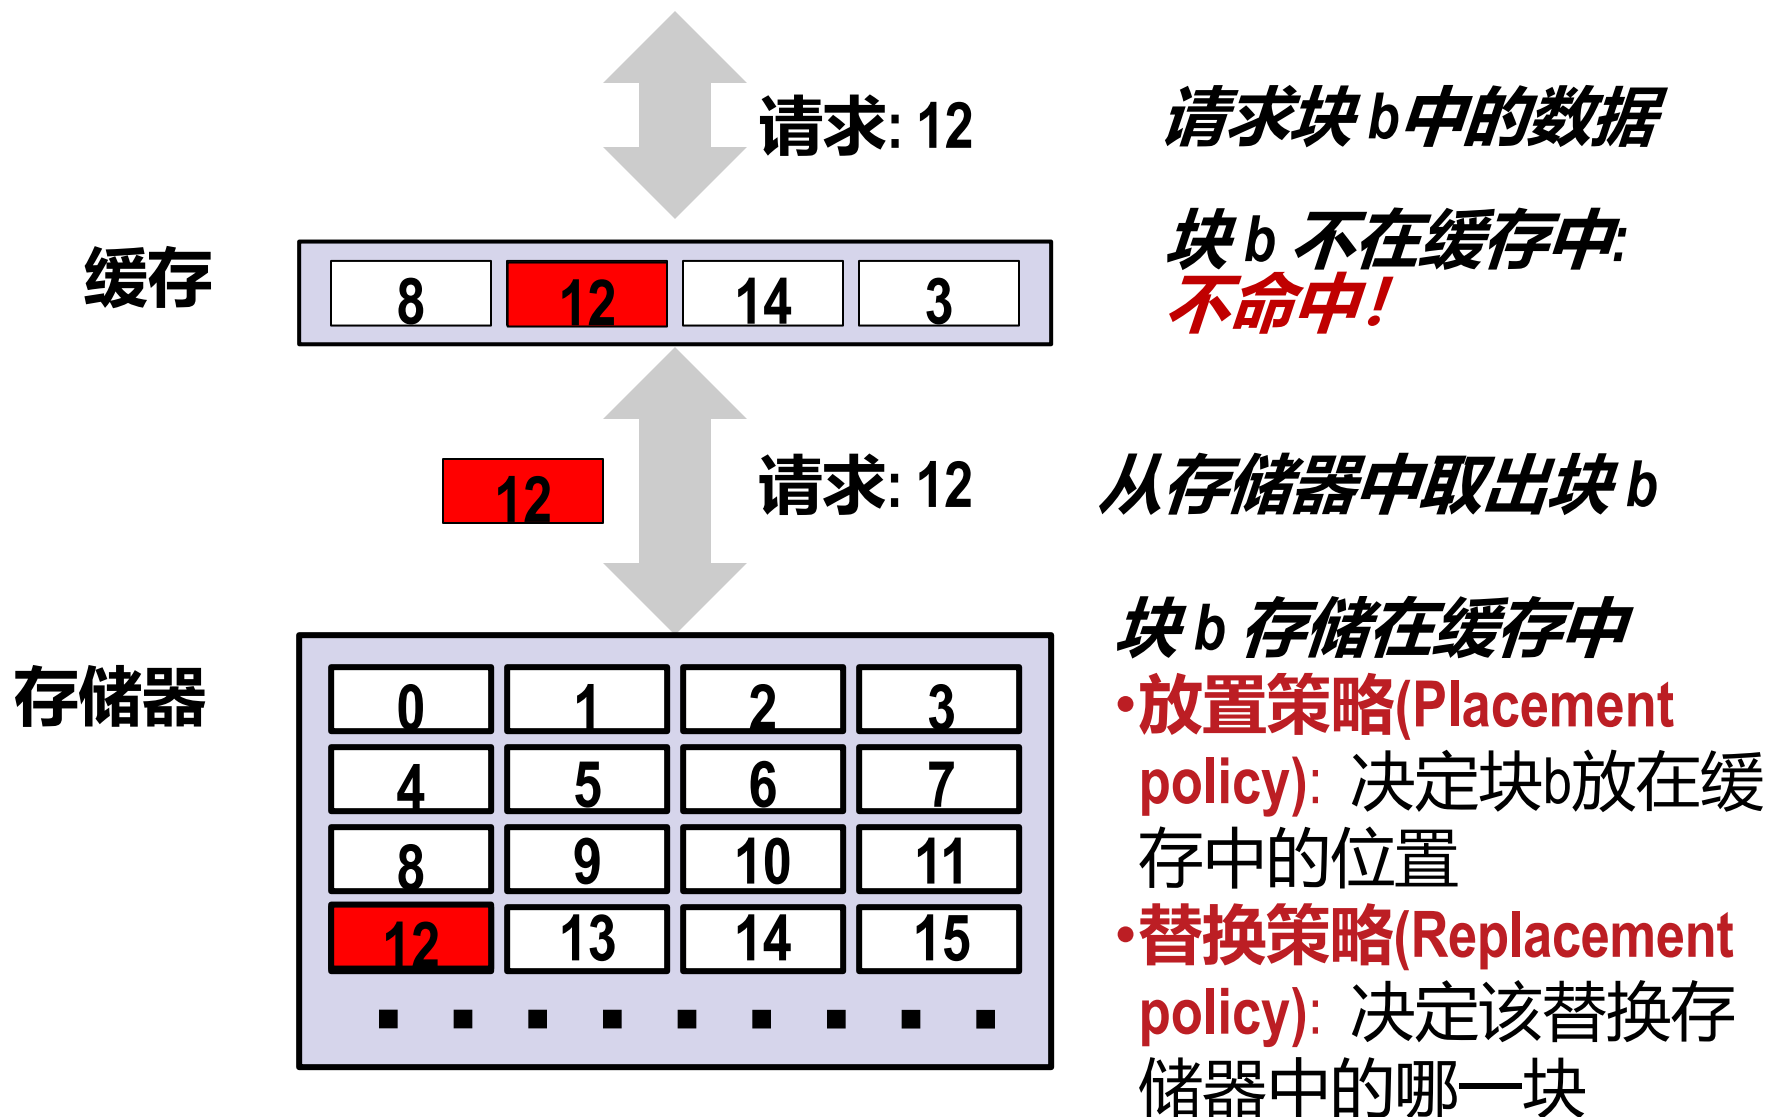 请求: 12
请求块 b中的数据
缓存
8 12 14 3
块 b 不在缓存中:
不命中!
12
请求: 12
从存储器中取出块 b
存储器
0 1 2 3
4 5 6 7
8 9 10 11
12 13 14 15
块 b 存储在缓存中
•放置策略(Placement
policy): 决定块b放在缓
存中的位置
•替换策略(Replacement
policy): 决定该替换存
储器中的哪一块